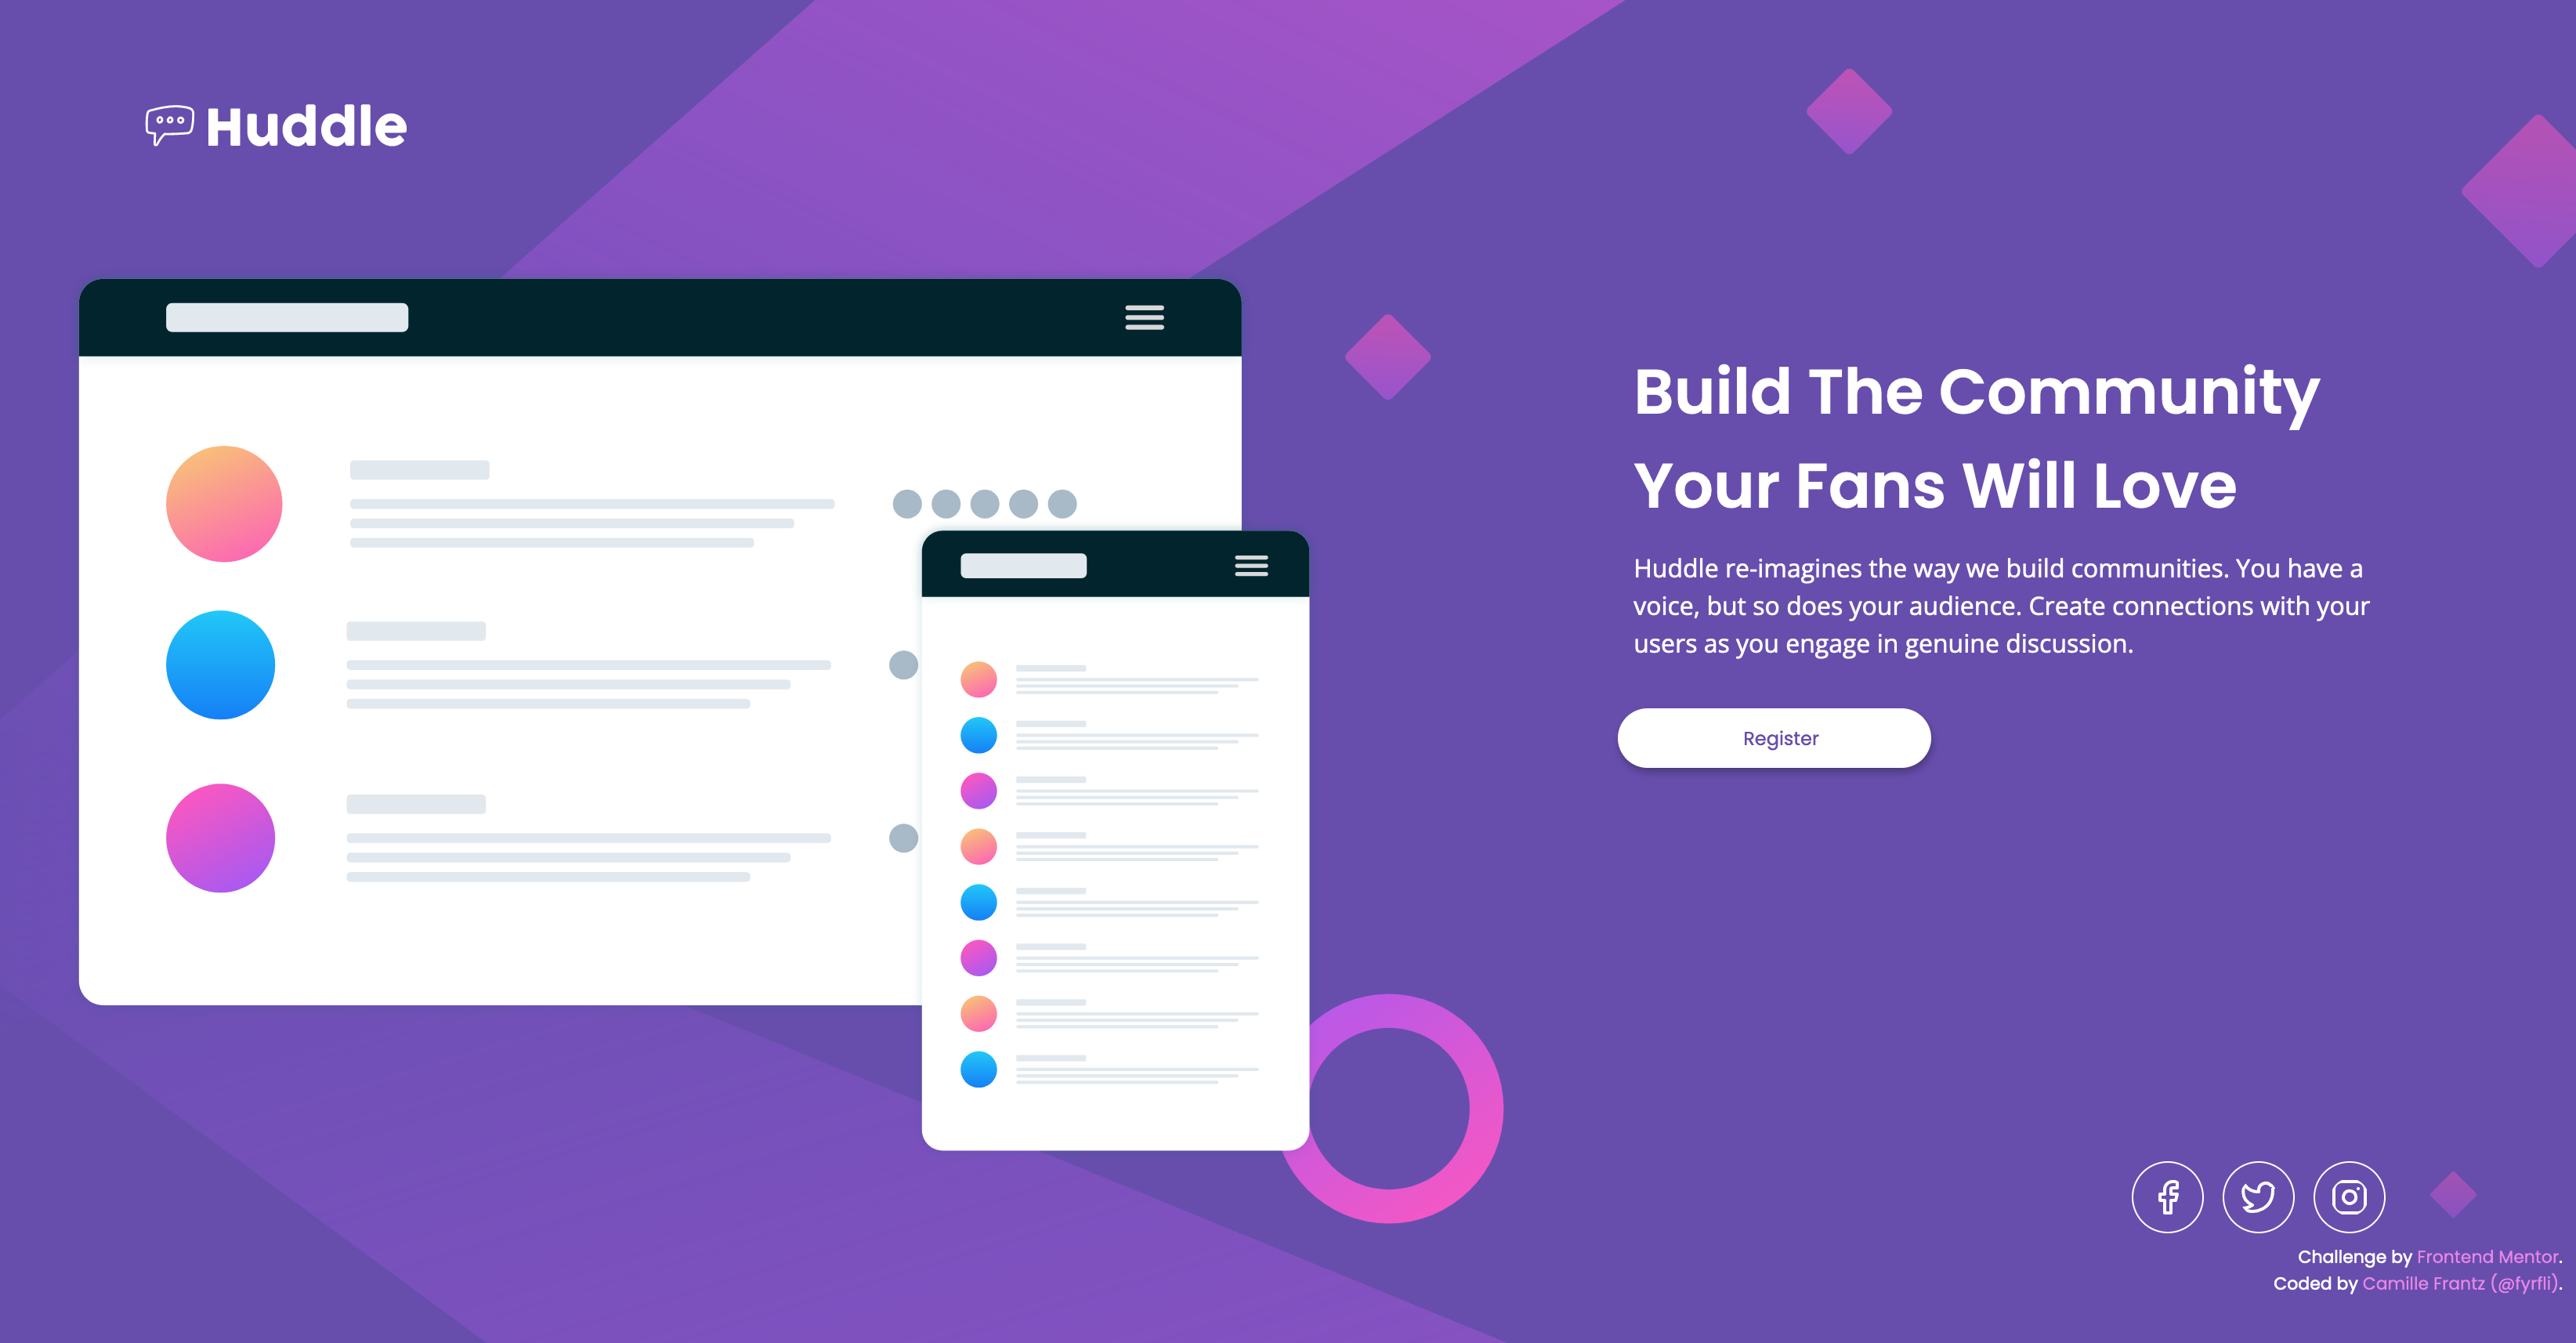 Huddle
Build The Community
Your Fans Will Love
Huddle re-imagines the way we build communities. You have a
voice, but so does your audience. Create connections with your
users as you engage in genuine discussion.
Register
Challenge by Frontend Mentor.
Coded by Camille Frantz (@fyrfli).